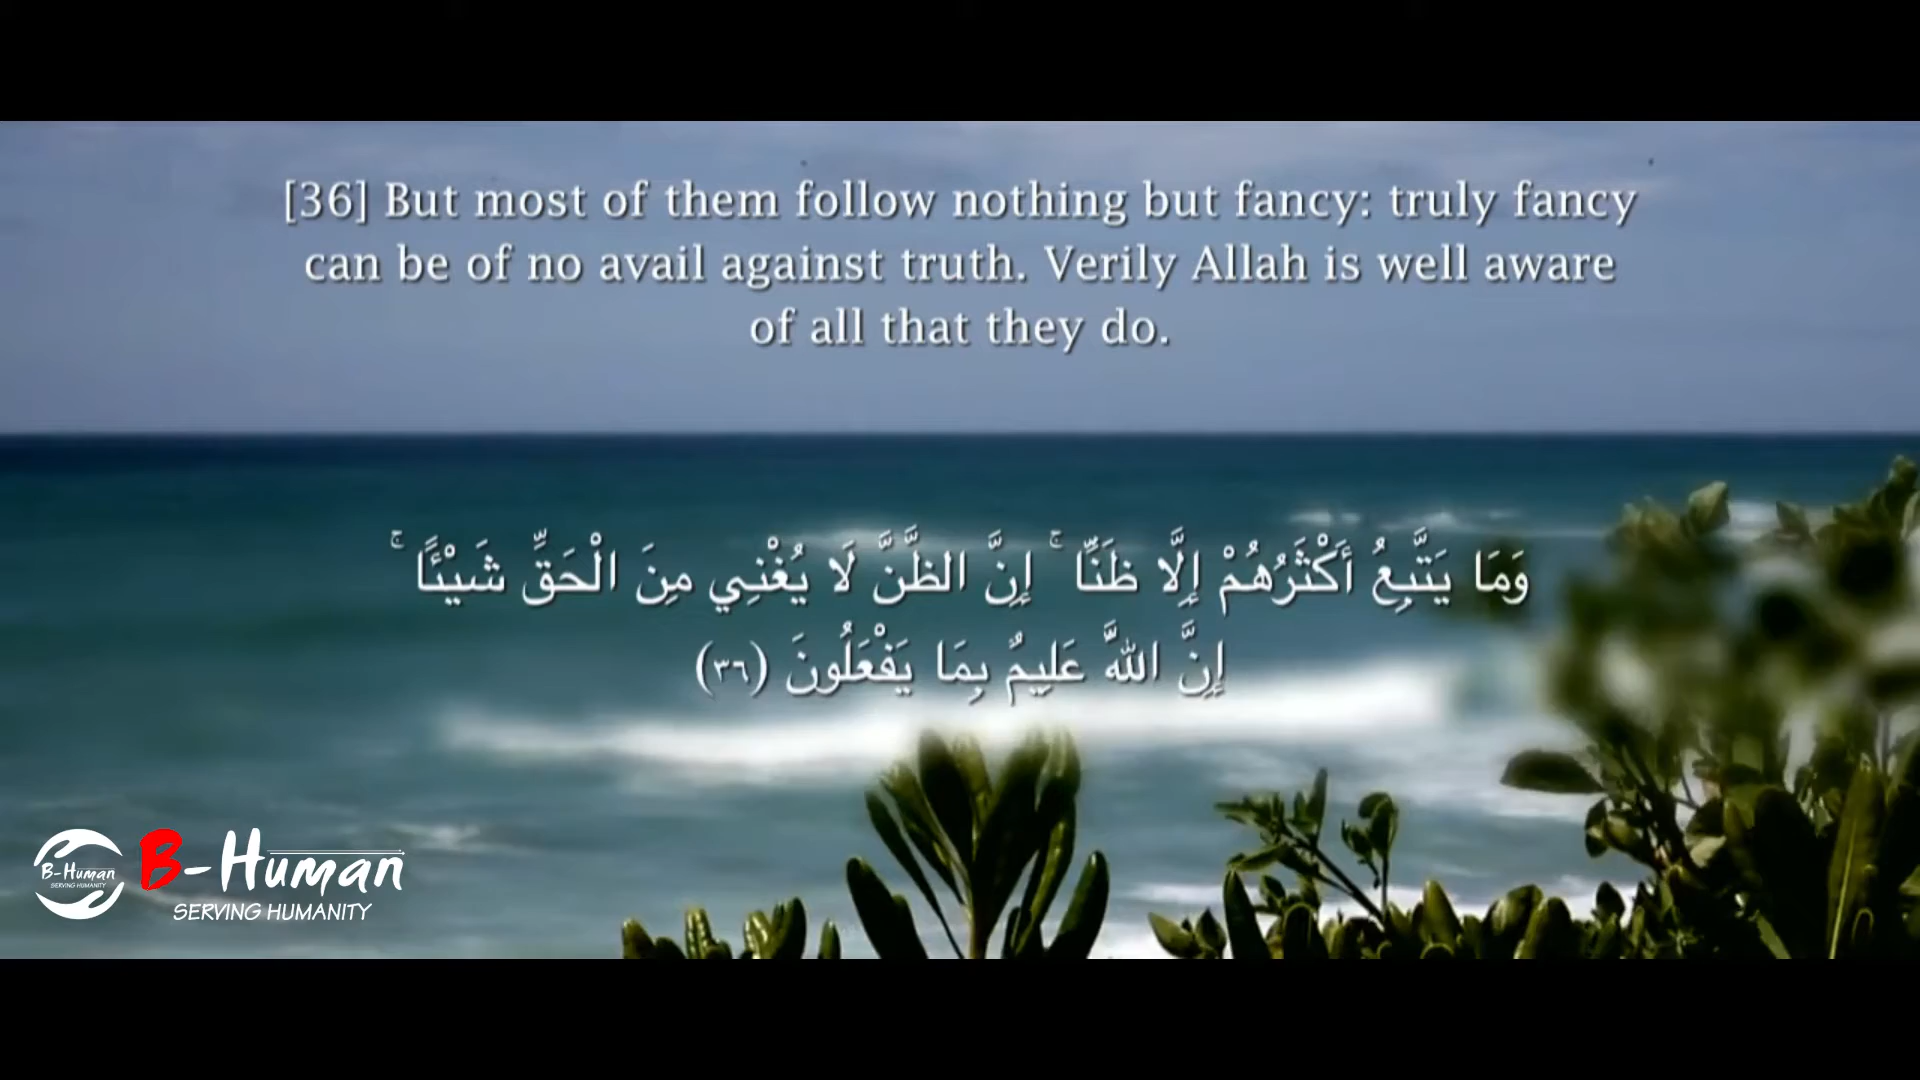 [36] But most of them follow nothing but fancy: truly fancy
can be of no avail against truth. Verily Allah is well aware
of all that they do.
وَمَا يَتَّبِعُ أَكْثَرُهُمْ إِلَّا ظَنًّا ۚ إِنَّ الظَّنَّ لَا يُغْنِي مِنَ الْحَقِّ شَيْئًا ۚ
إِنَّ اللَّهَ عَلِيمٌ بِمَا يَفْعَلُونَ (٣٦)
B-Human
SERVING HUMANITY
B-Human
SERVING HUMANITY